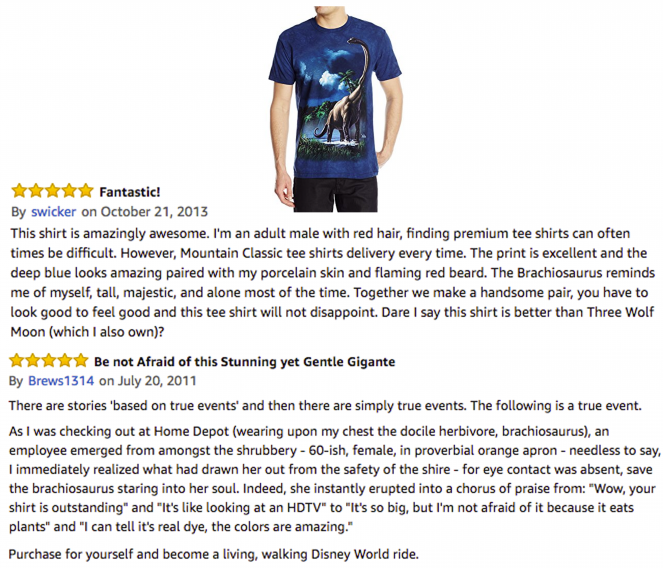 Fantastic!
By swicker on October 21, 2013
This shirt is amazingly awesome. I'm an adult male with red hair, finding premium tee shirts can often
times be difficult. However, Mountain Classic tee shirts delivery every time. The print is excellent and the
deep blue looks amazing paired with my porcelain skin and flaming red beard. The Brachiosaurus reminds
me of myself, tall, majestic, and alone most of the time. Together we make a handsome pair, you have to
look good to feel good and this tee shirt will not disappoint. Dare I say this shirt is better than Three Wolf
Moon (which I also own)?
Be not Afraid of this Stunning yet Gentle Gigante
By Brews1314 on July 20, 2011
There are stories 'based on true events' and then there are simply true events. The following is a true event.
As I was checking out at Home Depot (wearing upon my chest the docile herbivore, brachiosaurus), an
employee emerged from amongst the shrubbery - 60-ish, female, in proverbial orange apron - needless to say,
I immediately realized what had drawn her out from the safety of the shire - for eye contact was absent, save
the brachiosaurus staring into her soul. Indeed, she instantly erupted into a chorus of praise from: "Wow, your
shirt is outstanding" and "It's like looking at an HDTV" to "It's so big, but I'm not afraid of it because it eats
plants" and "I can tell it's real dye, the colors are amazing."
Purchase for yourself and become a living, walking Disney World ride.